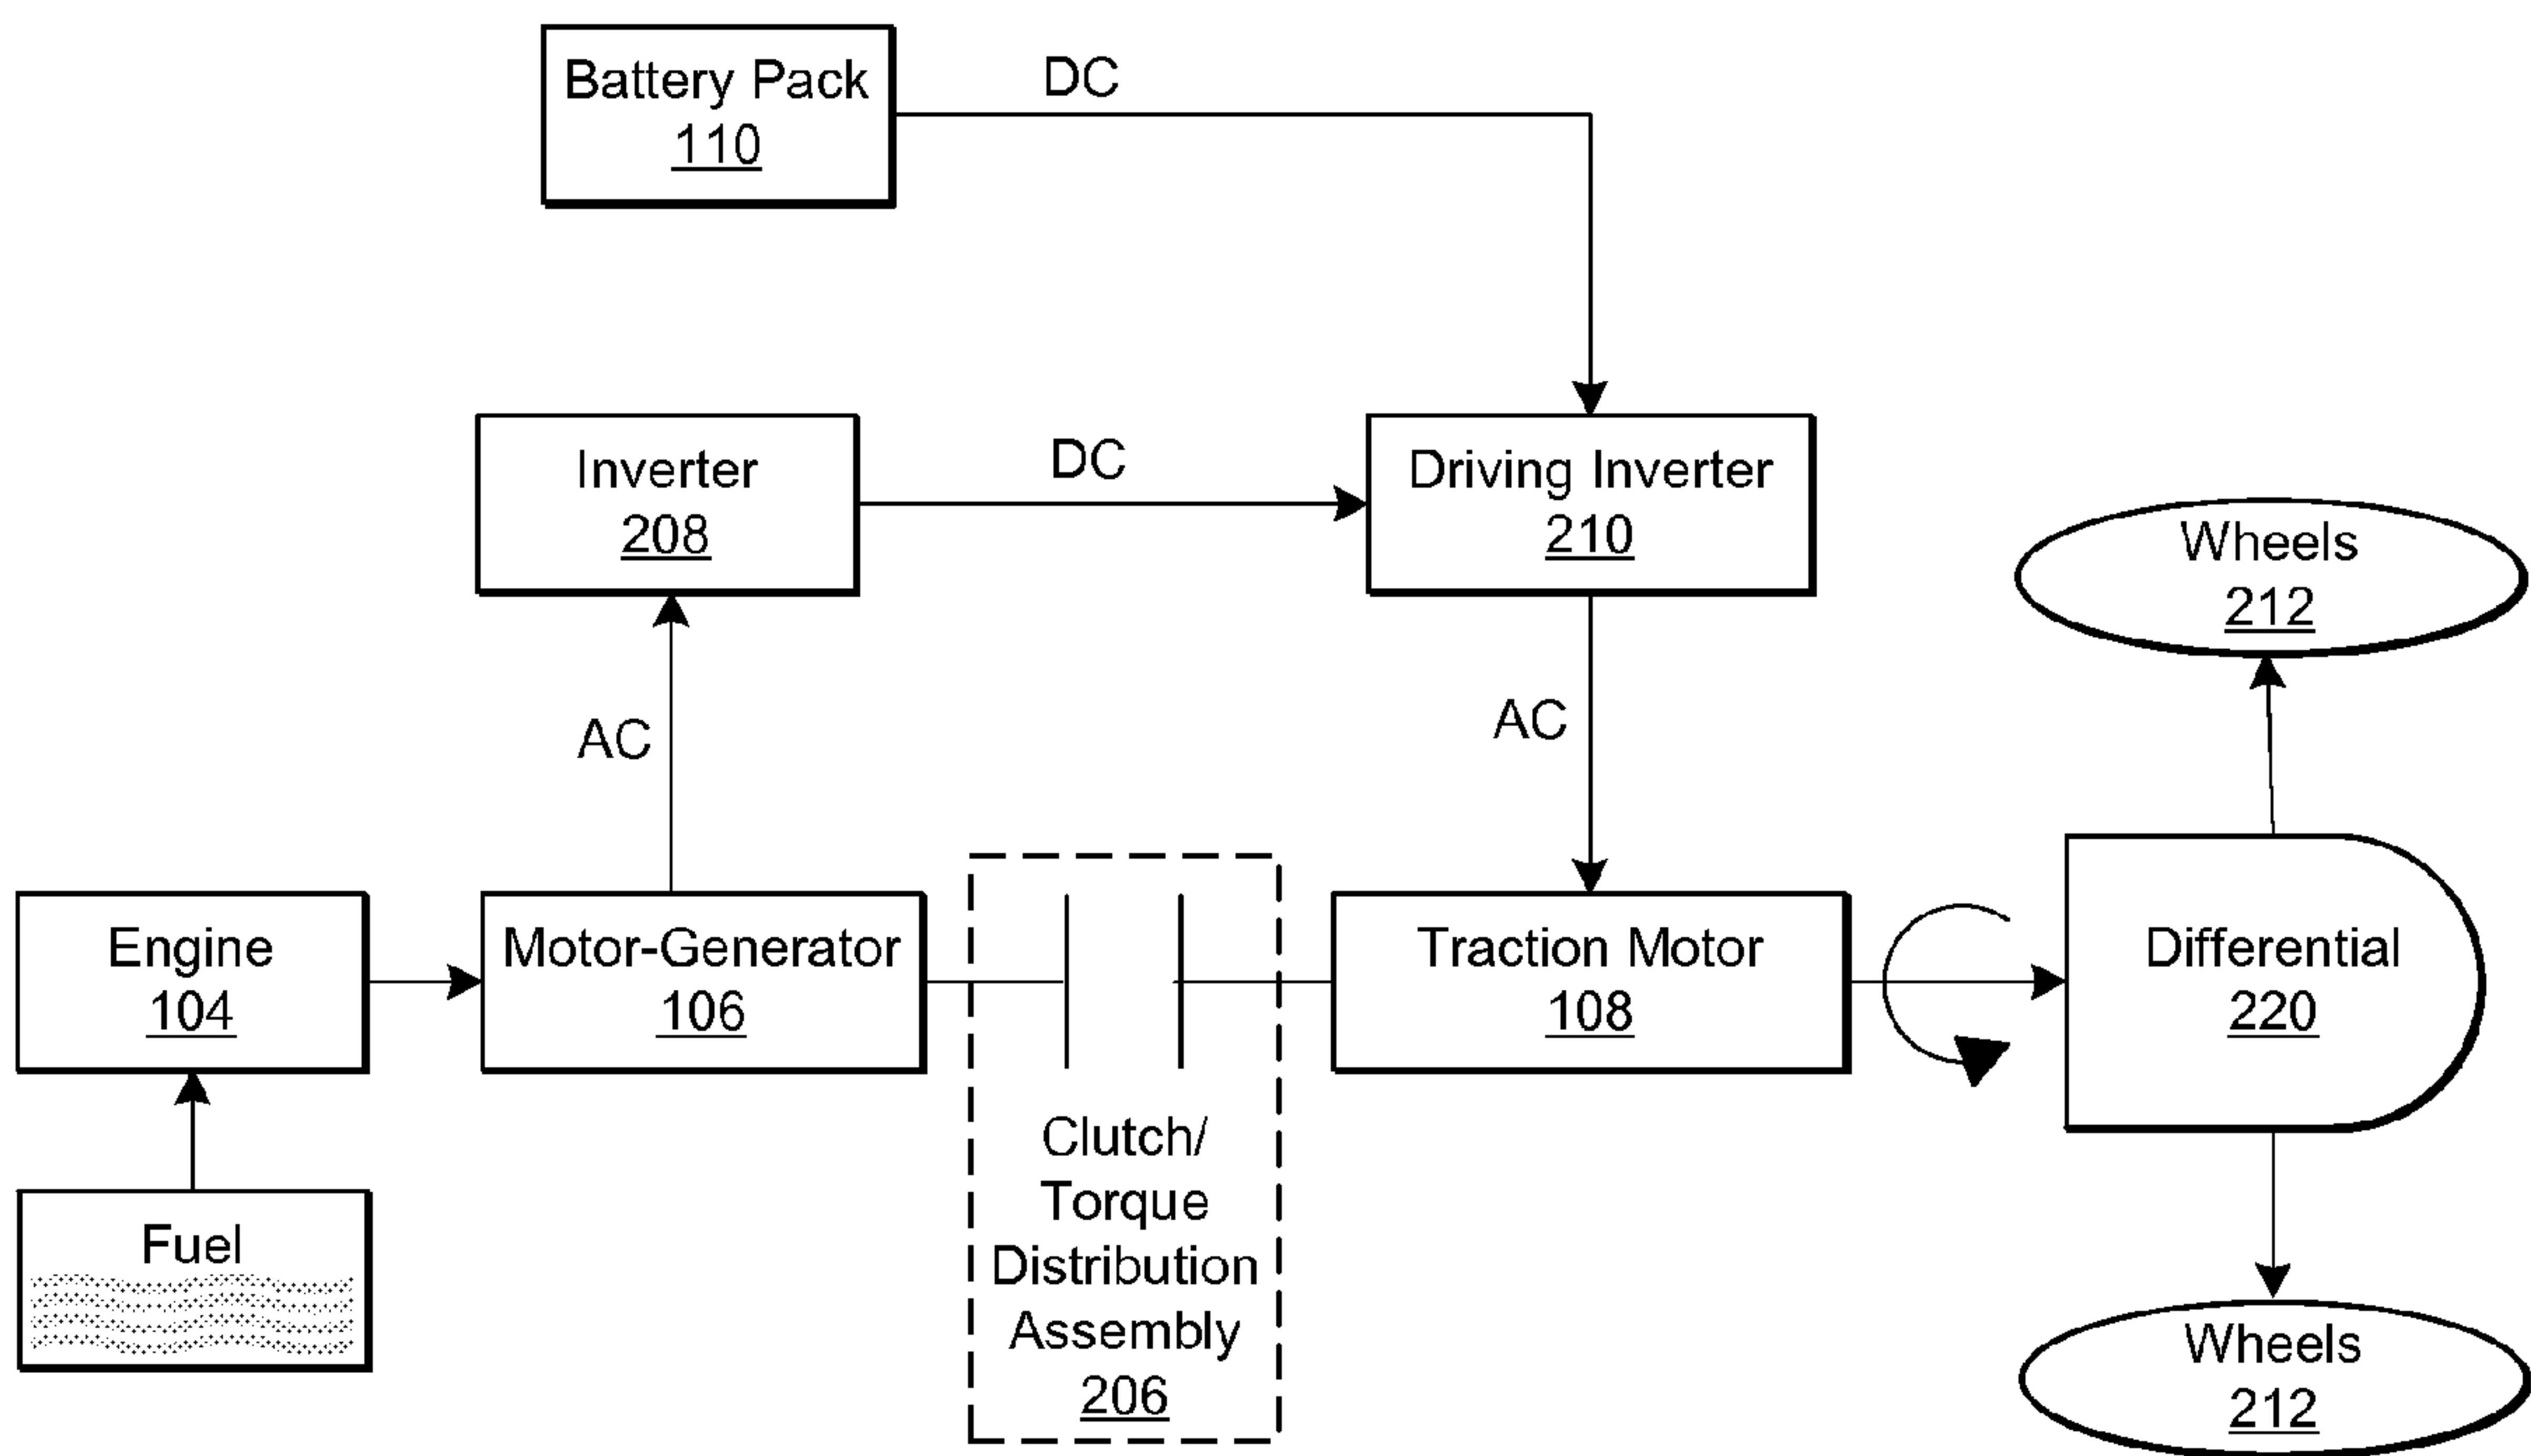 Battery Pack
110
DC
Inverter
208
DC
Driving Inverter
210
Wheels
212
AC
AC
Engine
104
Motor-Generator
106
Traction Motor
108
Differential
220
Clutch/
Torque
Distribution
Assembly
206
Fuel
Wheels
212